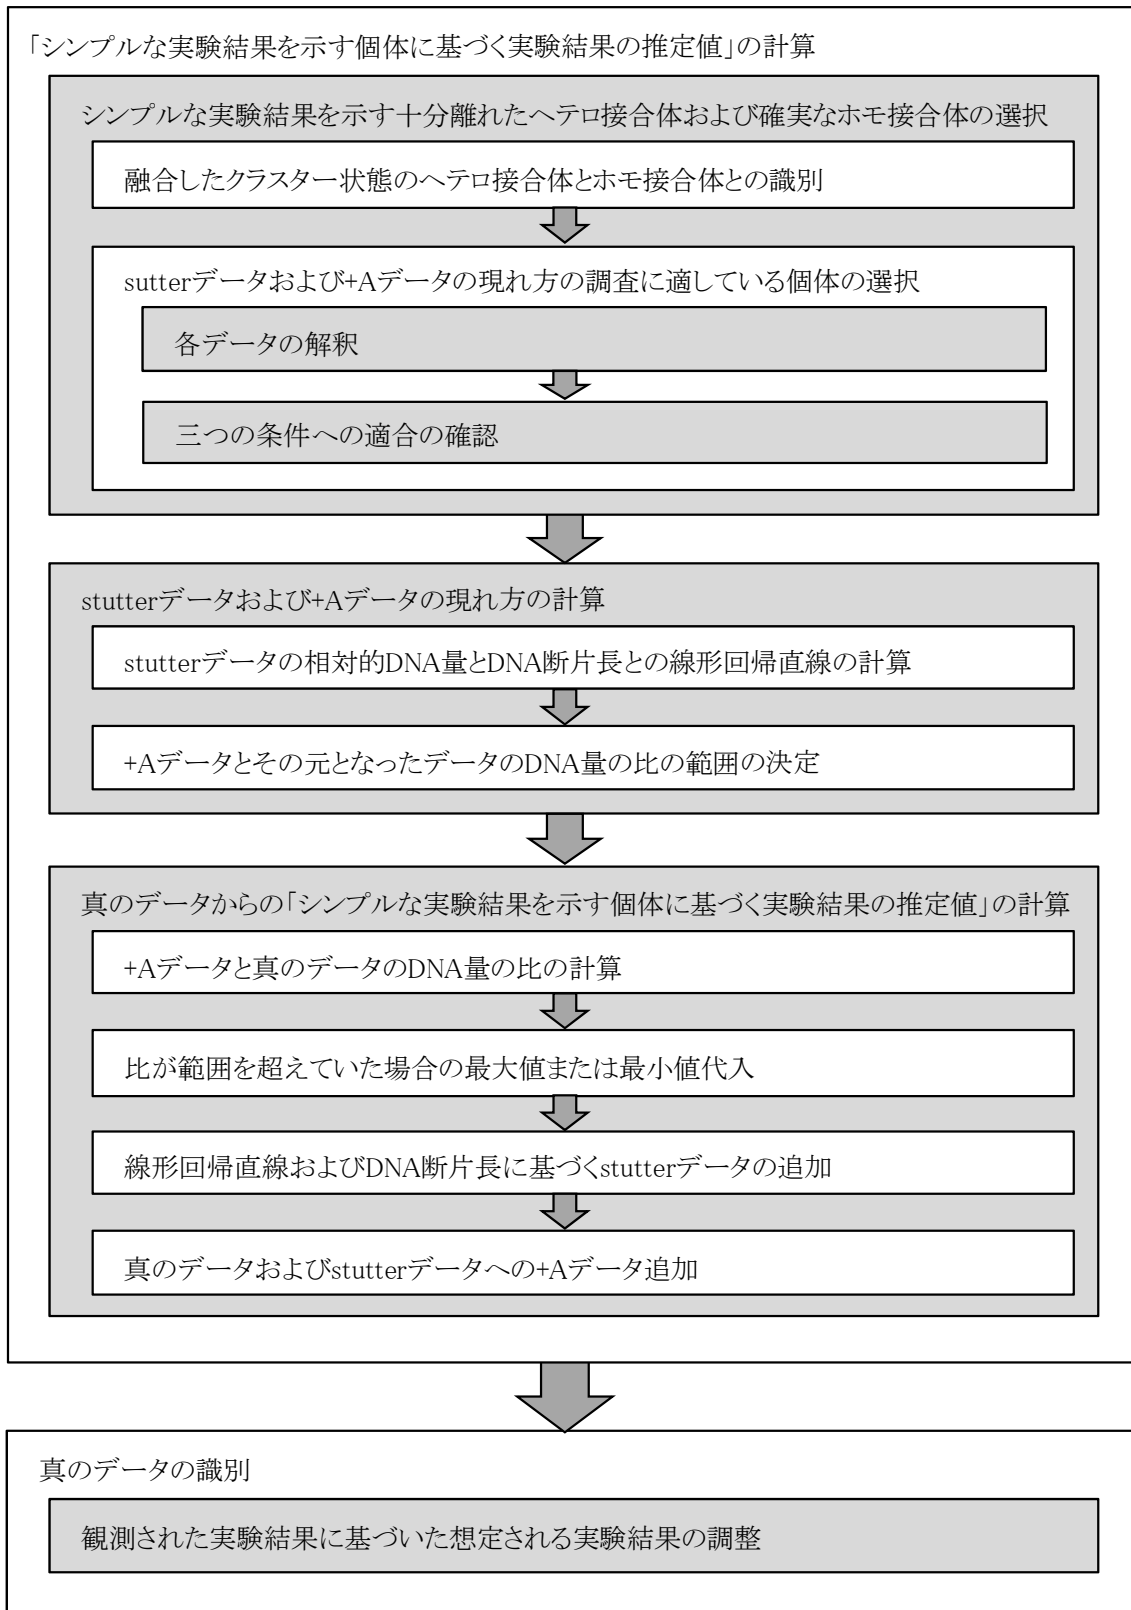 「シンプルな実験結果を示す個体に基づく実験結果の推定値」の計算
シンプルな実験結果を示す十分離れたヘテロ接合体および確実なホモ接合体の選択
融合したクラスター状態のヘテロ接合体とホモ接合体との識別
sutterデータおよび+Aデータの現れ方の調査に適している個体の選択
各データの解釈
三つの条件への適合の確認
stutterデータおよび+Aデータの現れ方の計算
stutterデータの相対的DNA量とDNA断片長との線形回帰直線の計算
+Aデータとその元となったデータのDNA量の比の範囲の決定
真のデータからの「シンプルな実験結果を示す個体に基づく実験結果の推定値」の計算
+Aデータと真のデータのDNA量の比の計算
比が範囲を超えていた場合の最大値または最小値代入
線形回帰直線およびDNA断片長に基づくstutterデータの追加
真のデータおよびstutterデータへの+Aデータ追加
真のデータの識別
観測された実験結果に基づいた想定される実験結果の調整